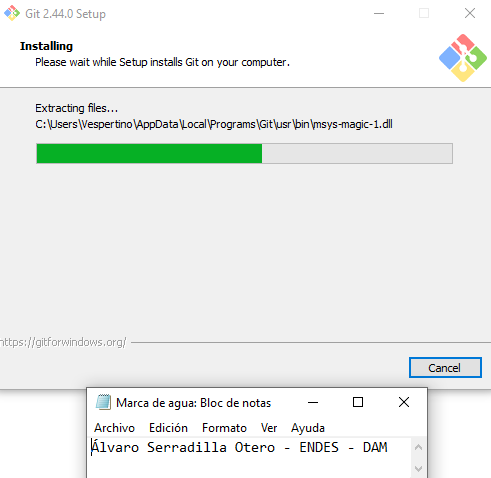 Git 2.44.0 Setup
Installing
Please wait while Setup installs Git on your computer.
Extracting files...
C:\Users\Vespertino\AppData\Local\Programs\Git\usr\bin\msys-magic-1.dll
https://gitforwindows.org/
Cancel
Marca de agua: Bloc de notas
Archivo Edición Formato Ver Ayuda
Álvaro Serradilla Otero - ENDES - DAM